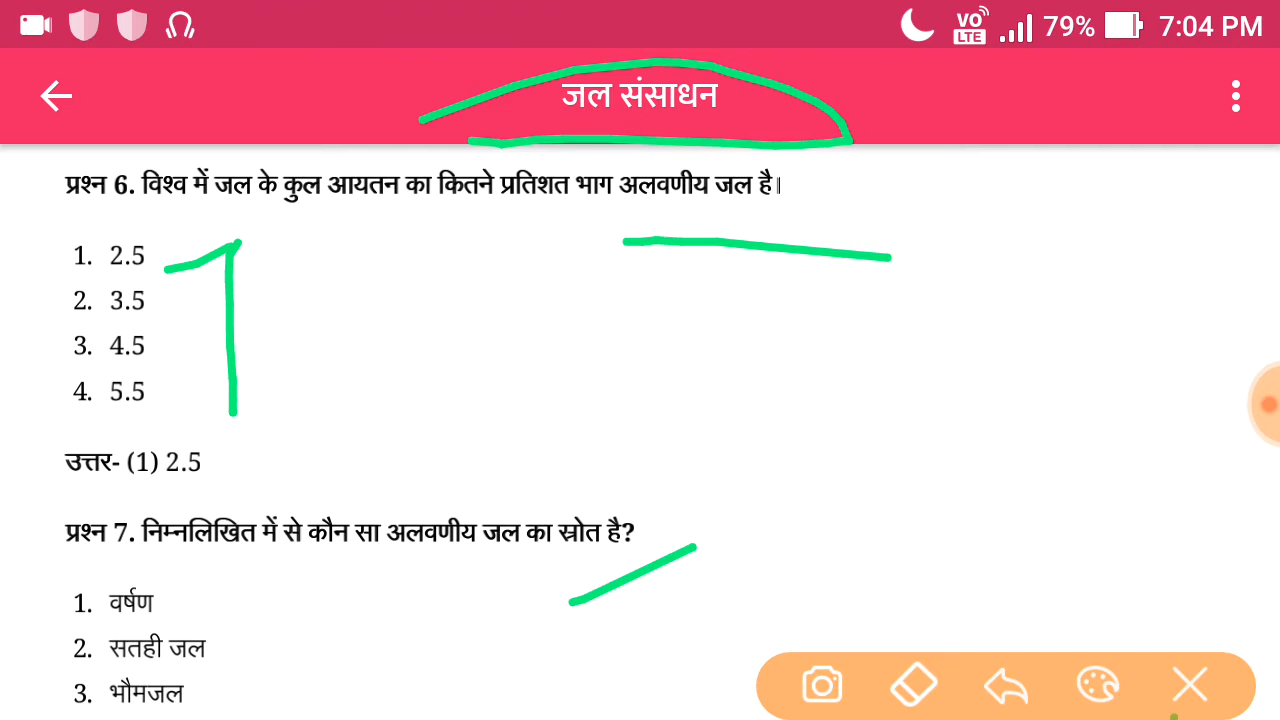 VO LTE 79% 7:04 PM
जल संसाधन
प्रश्न 6. विश्व में जल के कुल आयतन का कितने प्रतिशत भाग अलवणीय जल है।
1. 2.5
2. 3.5
3. 4.5
4. 5.5
उत्तर- (1) 2.5
प्रश्न 7. निम्नलिखित में से कौन सा अलवणीय जल का स्रोत है?
1. वर्षण
2. सतही जल
3. भौमजल